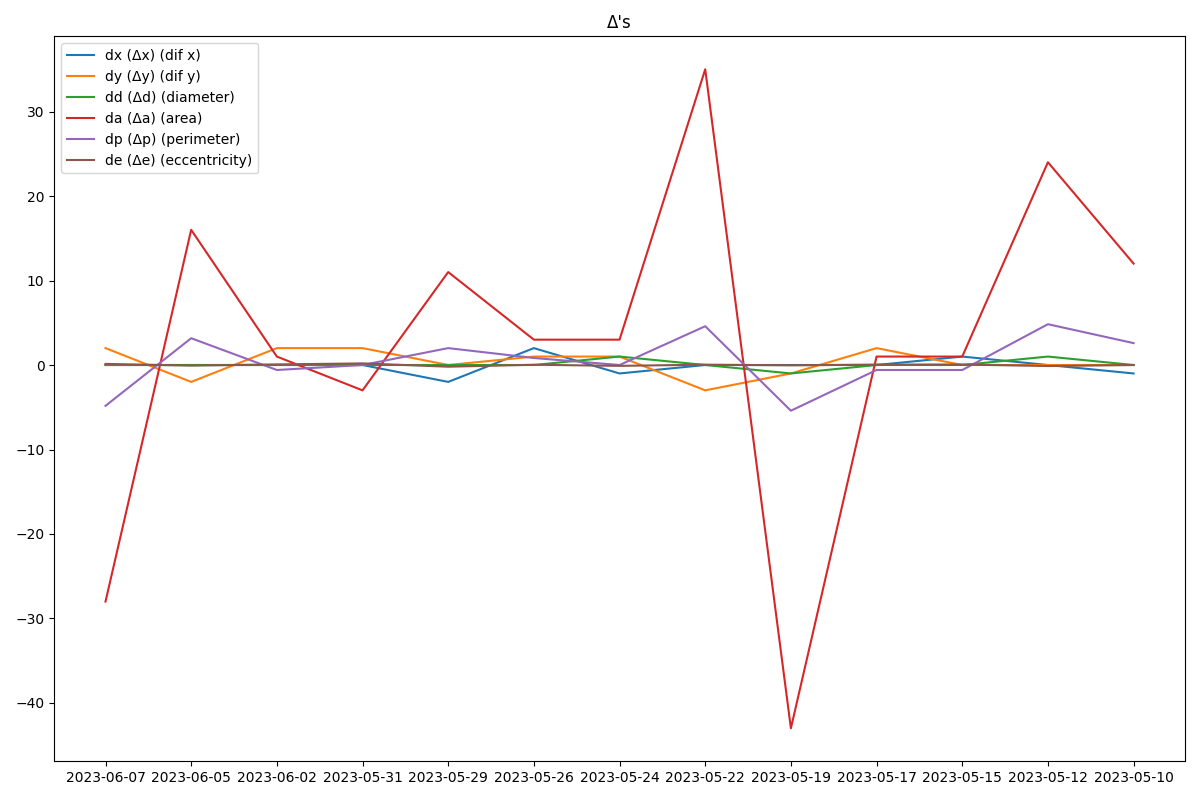 Δ's
dx (Δx) (dif x)
dy (Δy) (dif y)
dd (Δd) (diameter)
da (Δa) (area)
dp (Δp) (perimeter)
de (Δe) (eccentricity)
30
20
10
0
−10
−20
−30
−40
2023-06-07 2023-06-05 2023-06-02 2023-05-31 2023-05-29 2023-05-26 2023-05-24 2023-05-22 2023-05-19 2023-05-17 2023-05-15 2023-05-12 2023-05-10